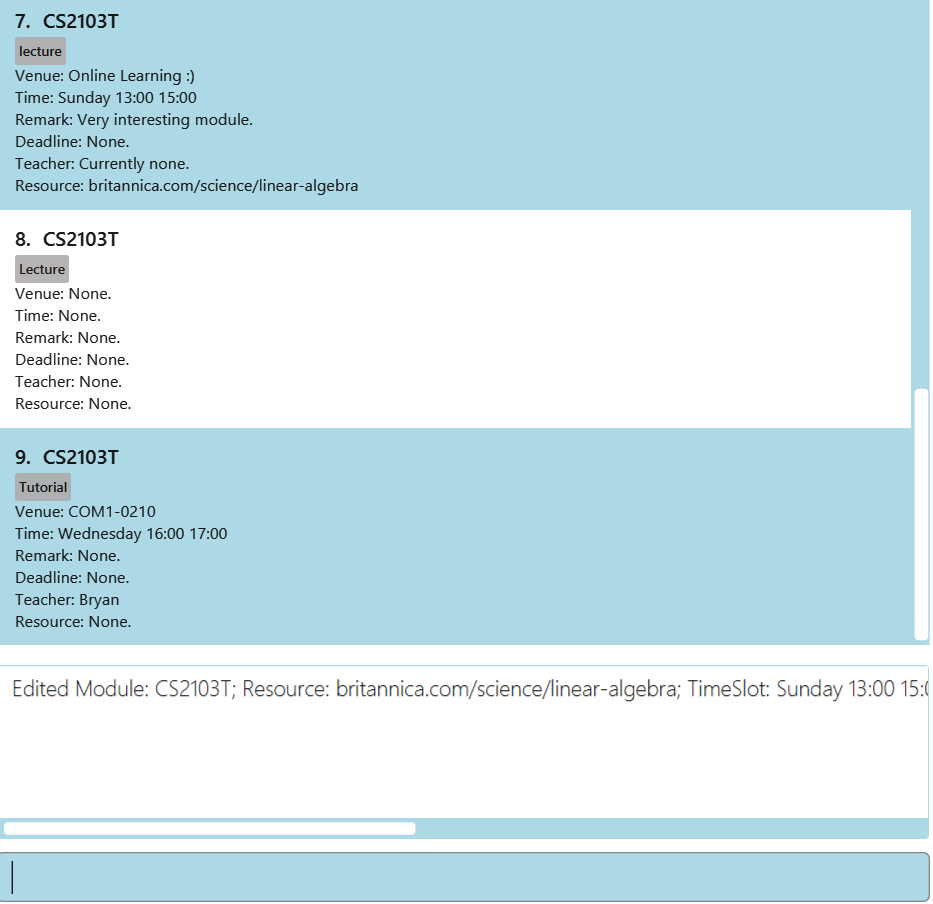 7. CS2103T
lecture
Venue: Online Learning :)
Time: Sunday 13:00 15:00
Remark: Very interesting module.
Deadline: None.
Teacher: Currently none.
Resource: britannica.com/science/linear-algebra
8. CS2103T
Lecture
Venue: None.
Time: None.
Remark: None.
Deadline: None.
Teacher: None.
Resource: None.
9. CS2103T
Tutorial
Venue: COM1-0210
Time: Wednesday 16:00 17:00
Remark: None.
Deadline: None.
Teacher: Bryan
Resource: None.
Edited Module: CS2103T; Resource: britannica.com/science/linear-algebra; TimeSlot: Sunday 13:00